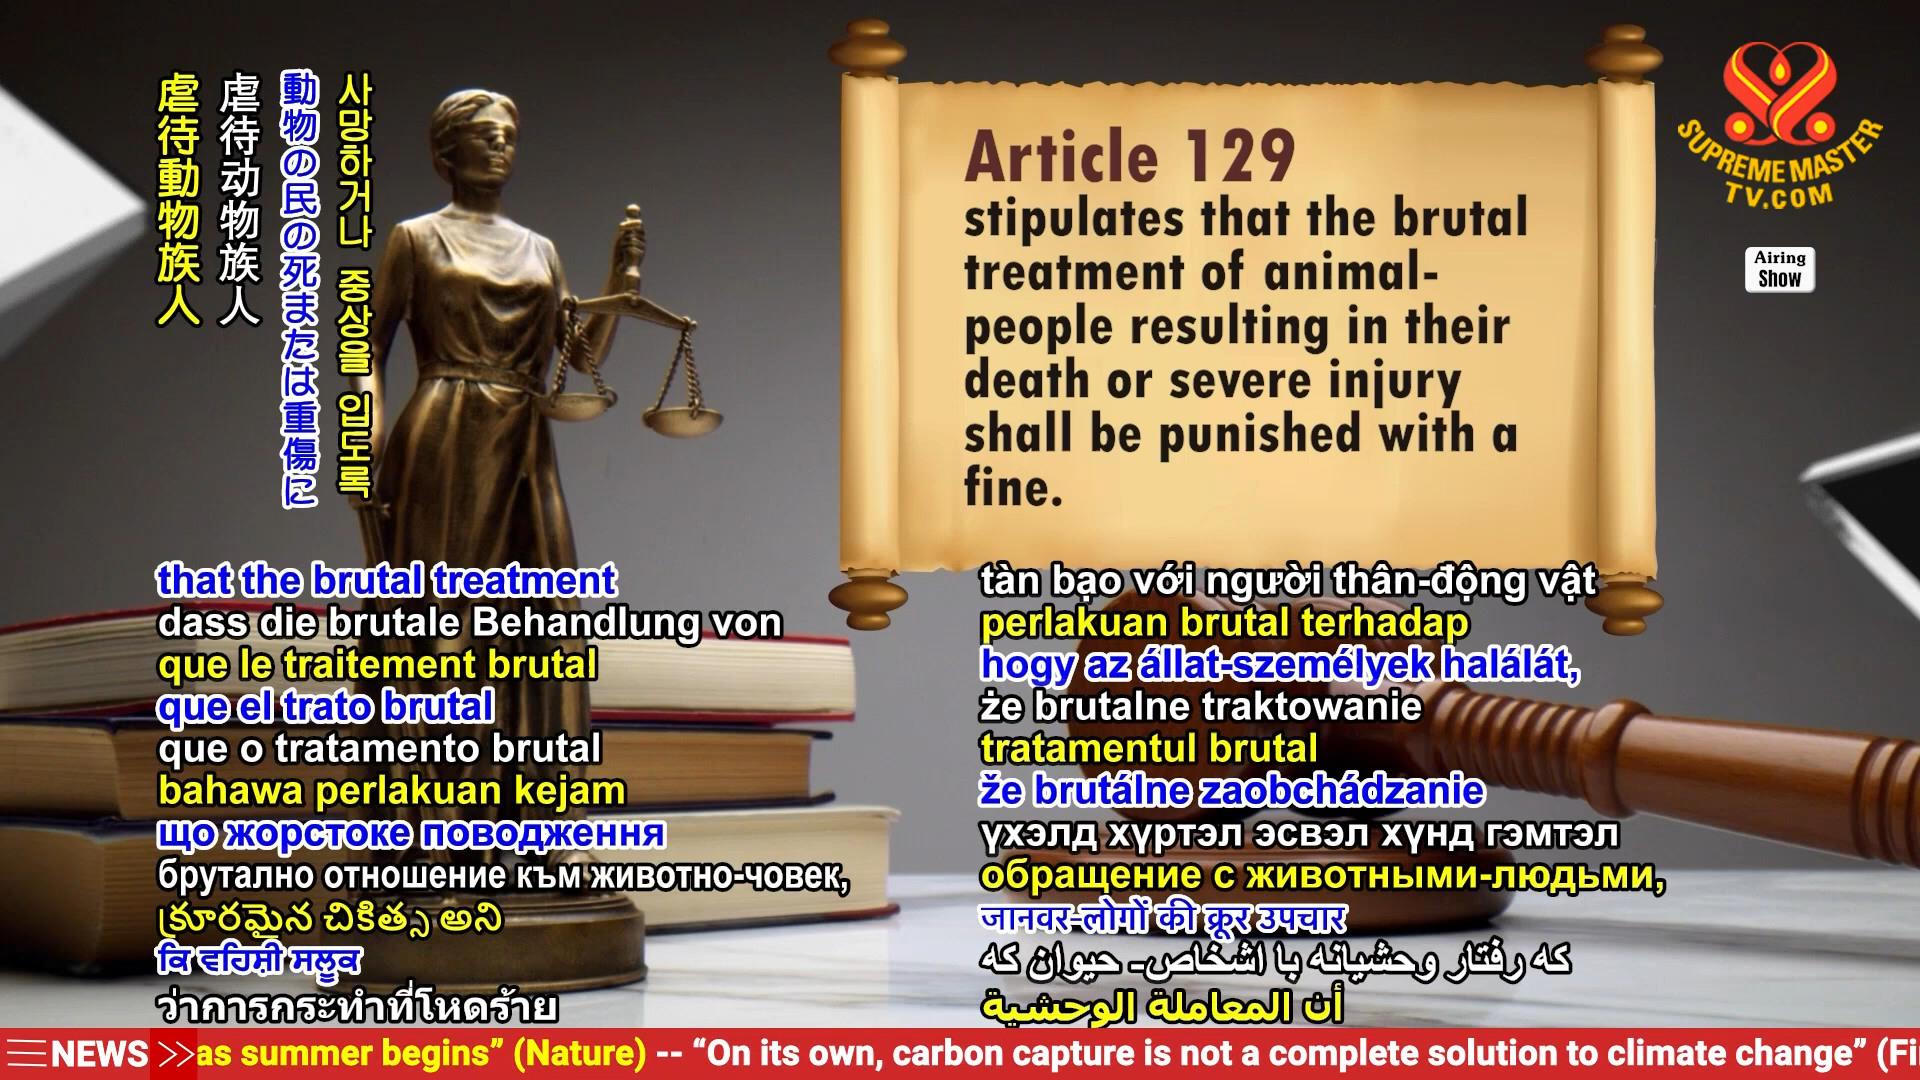 虐待動物族人
虐待动物族人
動物の民の死または重傷に
사망하거나 중상을 입도록
Article 129
stipulates that the brutal
treatment of animal-
people resulting in their
death or severe injury
shall be punished with a
fine.
SUPREME MASTER
TV.COM
Airing
Show
that the brutal treatment
dass die brutale Behandlung von
que le traitement brutal
que el trato brutal
que o tratamento brutal
bahawa perlakuan kejam
що жорстоке поводження
брутално отношение към животно-човек,
క్రూరమైన చికిత్స అని
ਕਿ ਵਹਿਸ਼ੀ ਸਲੂਕ
ว่าการกระทำที่โหดร้าย
tàn bạo với người thân-động vật
perlakuan brutal terhadap
hogy az állat-személyek halálát,
że brutalne traktowanie
tratamentul brutal
že brutálne zaobchádzanie
үхэлд хүртэл эсвэл хүнд гэмтэл
обращение с животными-людьми,
जानवर-लोगों की क्रूर उपचार
که رفتار وحشیانه با اشخاص- حیوان که
أن المعاملة الوحشية
NEWS as summer begins” (Nature) -- “On its own, carbon capture is not a complete solution to climate change” (Fi